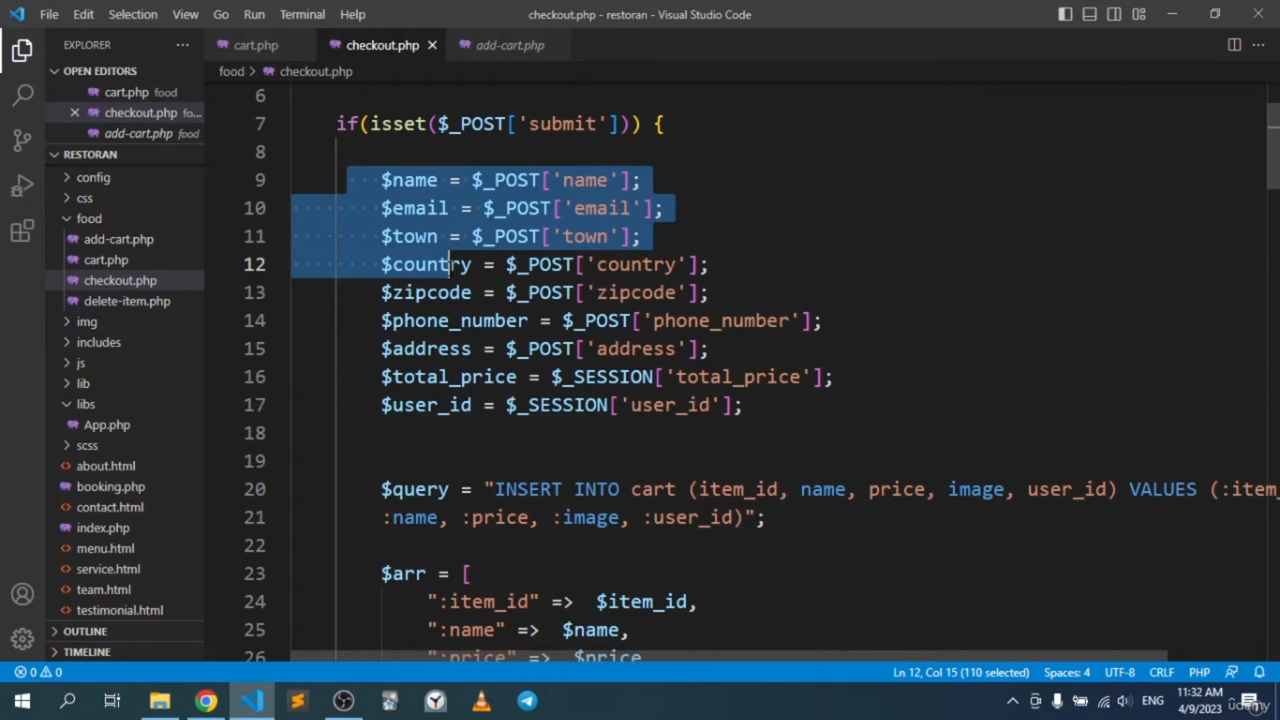 File Edit Selection View Go Run Terminal Help checkout.php - restoran - Visual Studio Code
EXPLORER
cart.php checkout.php add-cart.php
OPEN EDITORS
food > checkout.php
cart.php food
checkout.php fo...
add-cart.php food
RESTORAN
config
css
food
add-cart.php
cart.php
checkout.php
delete-item.php
img
includes
js
lib
libs
App.php
scss
about.html
booking.php
contact.html
index.php
menu.html
service.html
team.html
testimonial.html
OUTLINE
TIMELINE
6
7 if(isset($_POST['submit'])) {
8
9 $name = $_POST['name'];
10 $email = $_POST['email'];
11 $town = $_POST['town'];
12 $country = $_POST['country'];
13 $zipcode = $_POST['zipcode'];
14 $phone_number = $_POST['phone_number'];
15 $address = $_POST['address'];
16 $total_price = $_SESSION['total_price'];
17 $user_id = $_SESSION['user_id'];
18
19
20 $query = "INSERT INTO cart (item_id, name, price, image, user_id) VALUES (:item_
21 :name, :price, :image, :user_id)";
22
23 $arr = [
24 ":item_id" => $item_id,
25 ":name" => $name,
26 ":price" => $price
0 0 Ln 12, Col 15 (110 selected) Spaces: 4 UTF-8 CRLF PHP
ENG 11:32 AM
4/9/2023
udemy